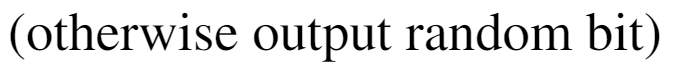 (otherwise output random bit)